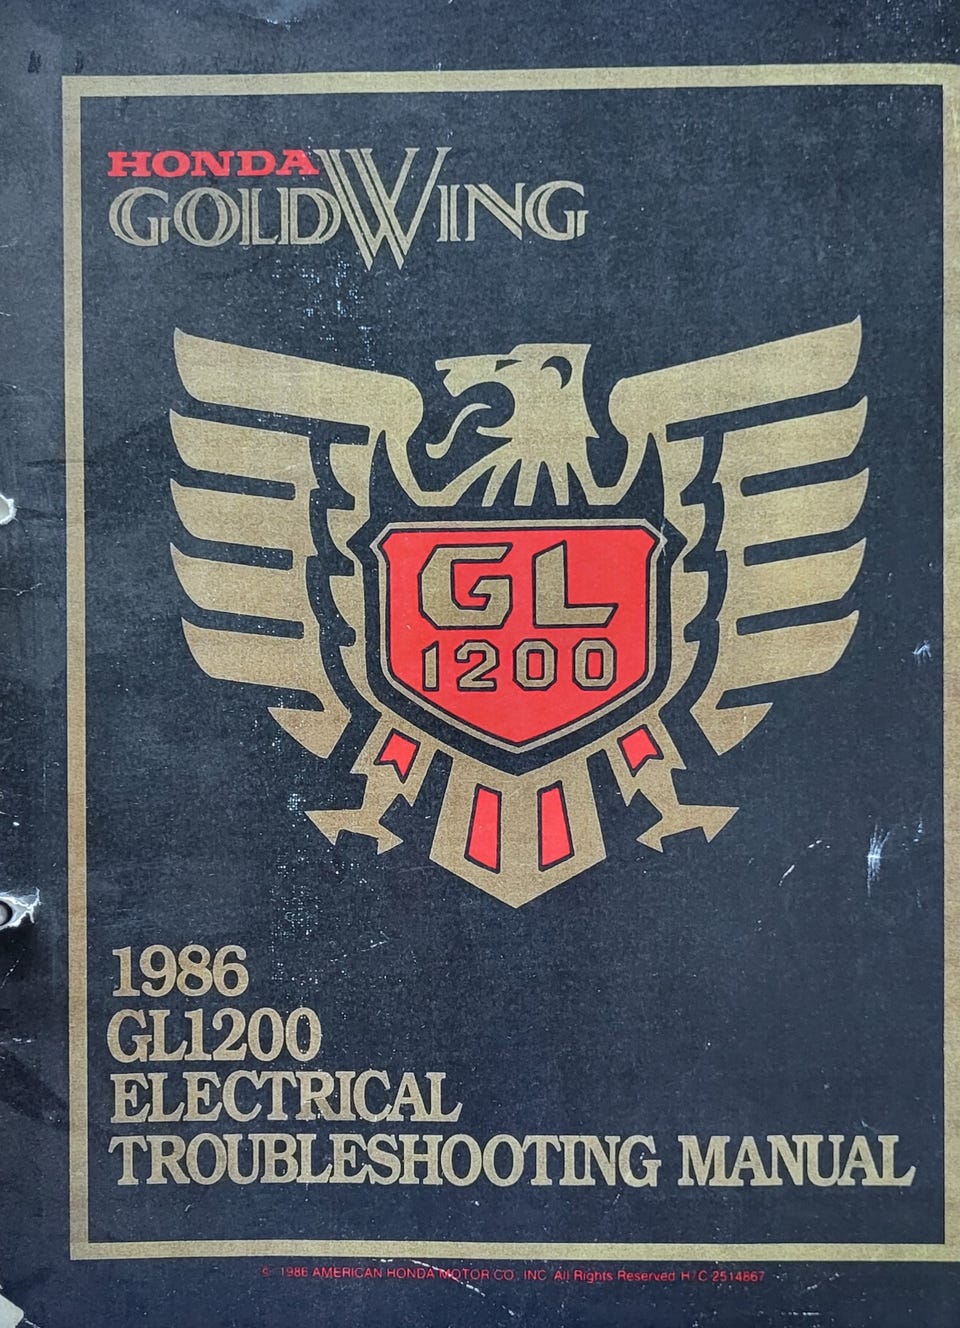 HONDA
GOLDWING
GL
1200
1986
GL1200
ELECTRICAL
TROUBLESHOOTING MANUAL
© 1986 AMERICAN HONDA MOTOR CO. INC All Rights Reserved H/C 2514867